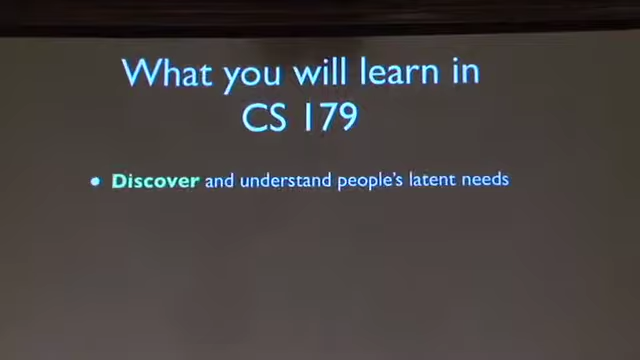 What you will learn in
CS 179
• Discover and understand people's latent needs